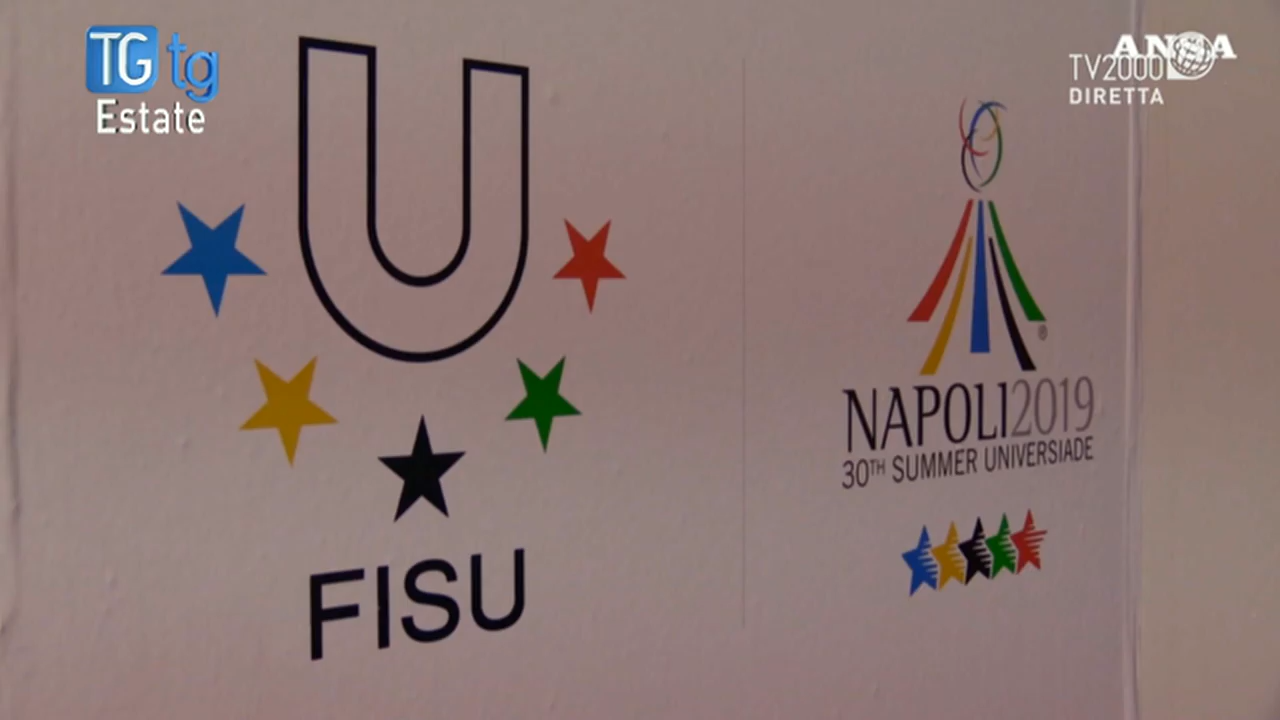 TG tg
Estate
ANSA
TV2000
DIRETTA
U
FISU
NAPOLI2019
30TH SUMMER UNIVERSIADE
®